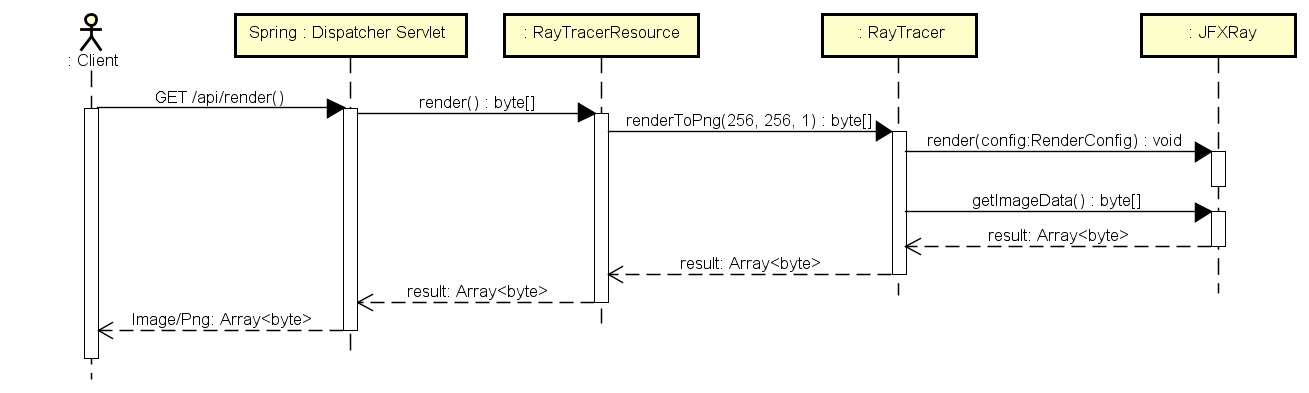 Spring : Dispatcher Servlet
: RayTracerResource
: RayTracer
: JFXRay
: Client
GET /api/render()
render() : byte[]
renderToPng(256, 256, 1) : byte[]
render(config:RenderConfig) : void
getImageData() : byte[]
result: Array<byte>
result: Array<byte>
result: Array<byte>
Image/Png: Array<byte>